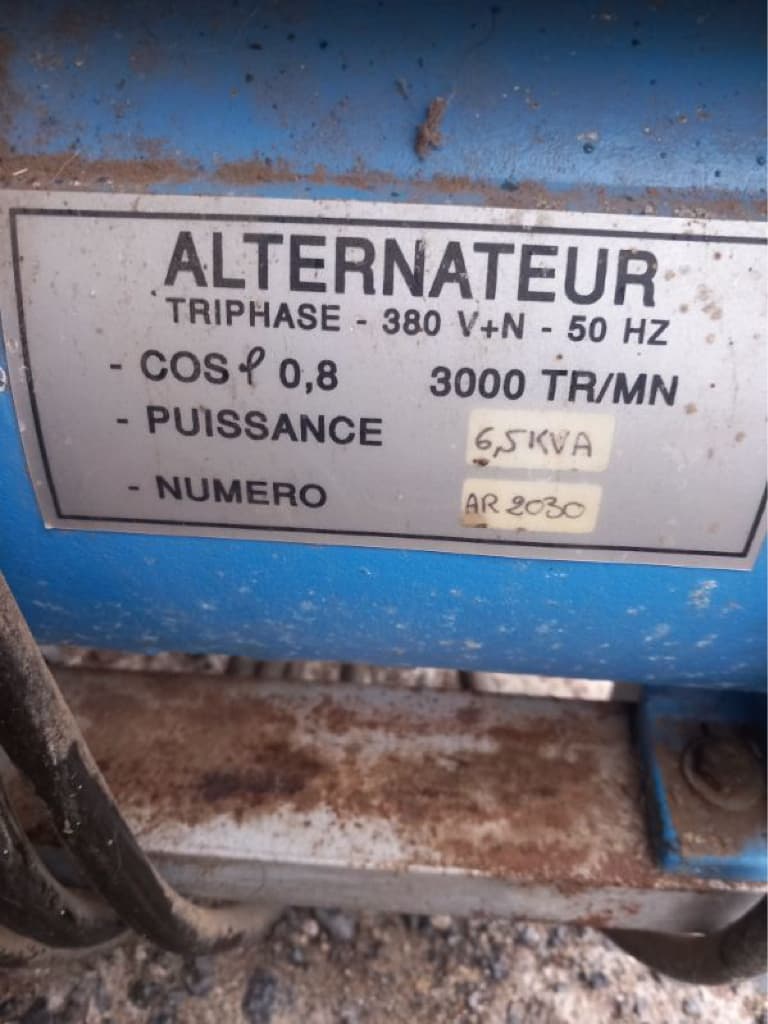 ALTERNATEUR
TRIPHASE - 380 V+N - 50 HZ
- COS φ 0,8 3000 TR/MN
- PUISSANCE 6,5KVA
- NUMERO AR 2030